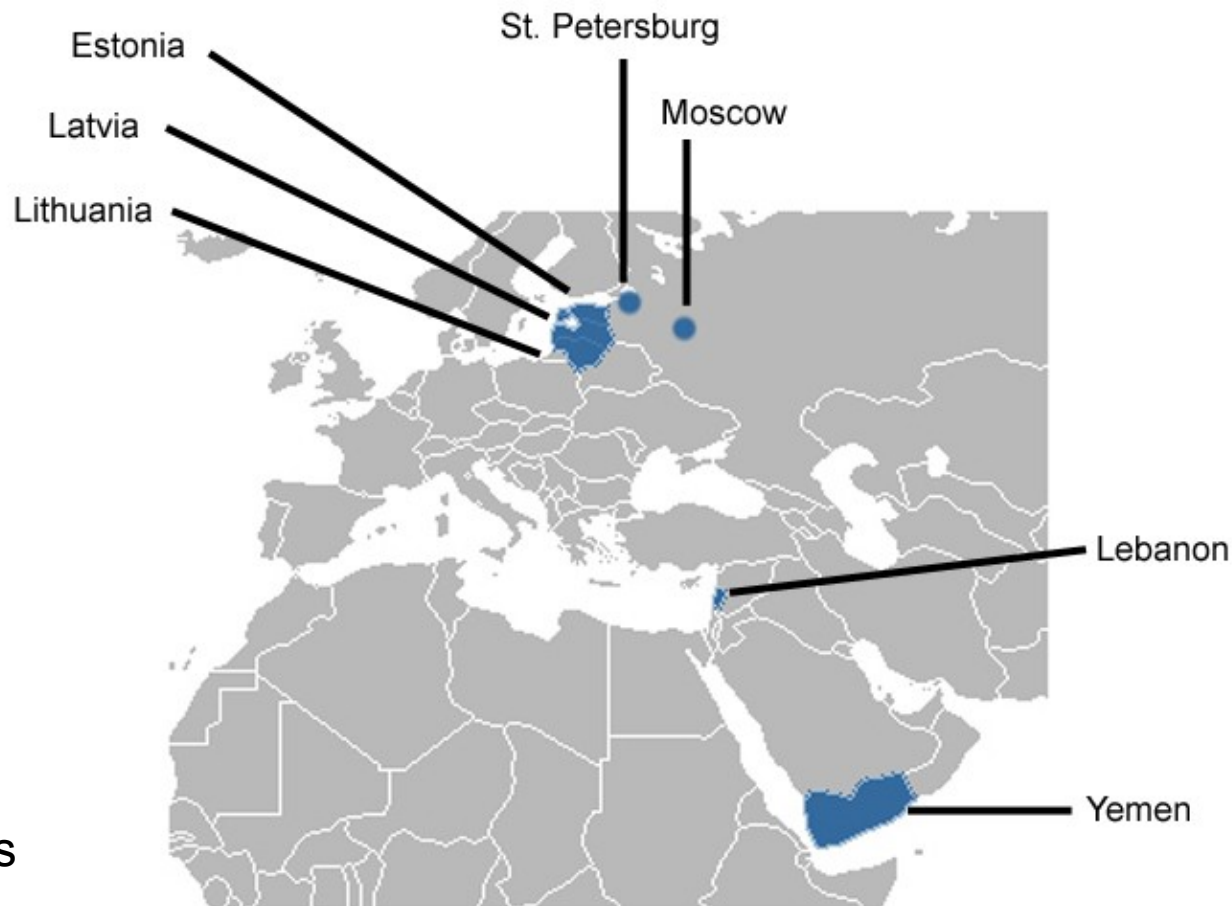 St. Petersburg
Estonia
Moscow
Latvia
Lithuania
Lebanon
Yemen
s